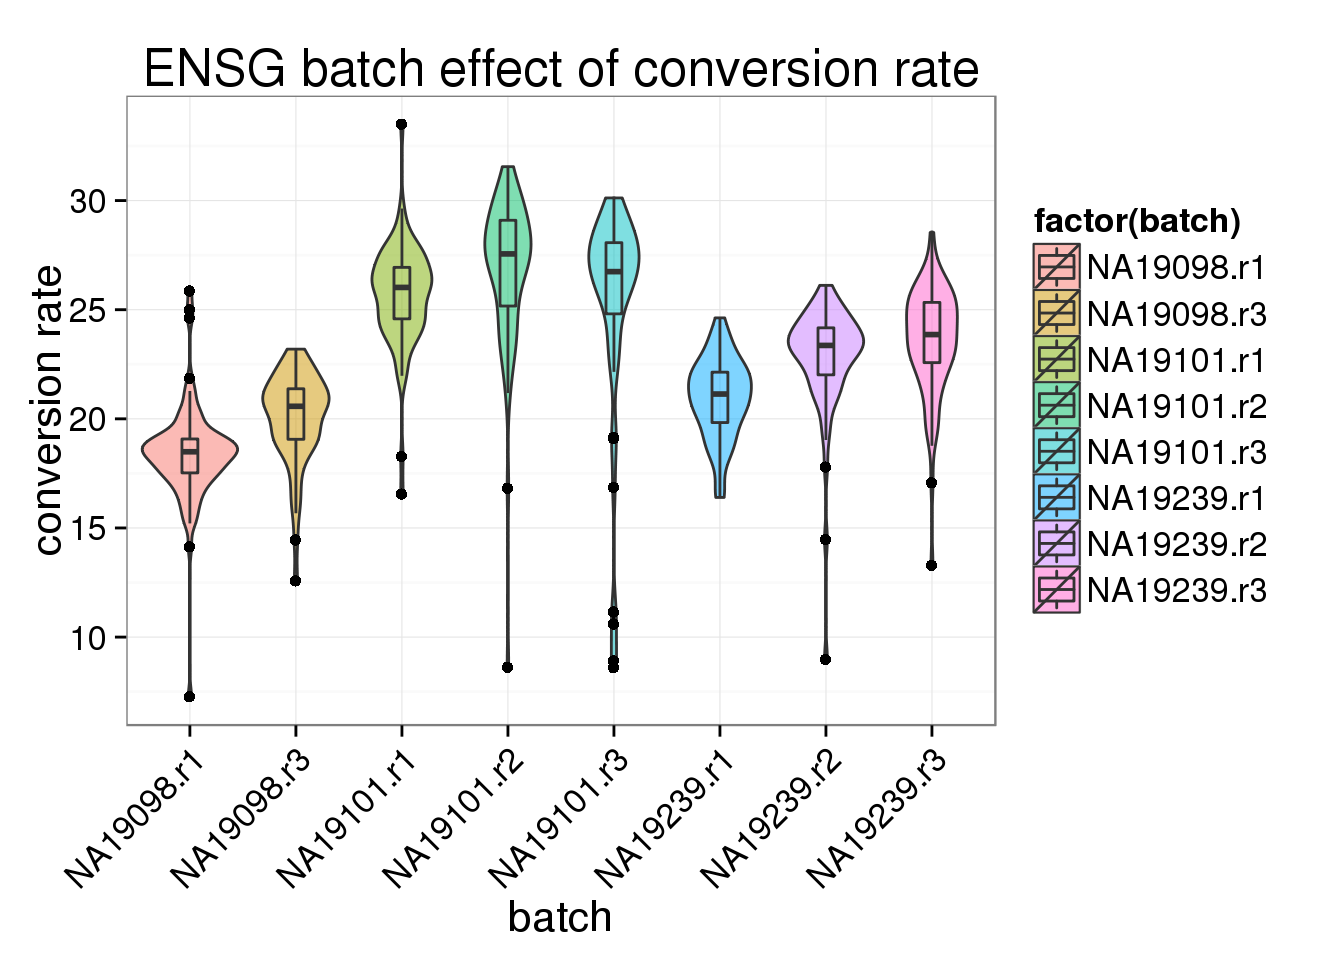 ENSG batch effect of conversion rate
conversion rate
30
25
20
15
10
NA19098.r1
NA19098.r3
NA19101.r1
NA19101.r2
NA19101.r3
NA19239.r1
NA19239.r2
NA19239.r3
batch
factor(batch)
NA19098.r1
NA19098.r3
NA19101.r1
NA19101.r2
NA19101.r3
NA19239.r1
NA19239.r2
NA19239.r3